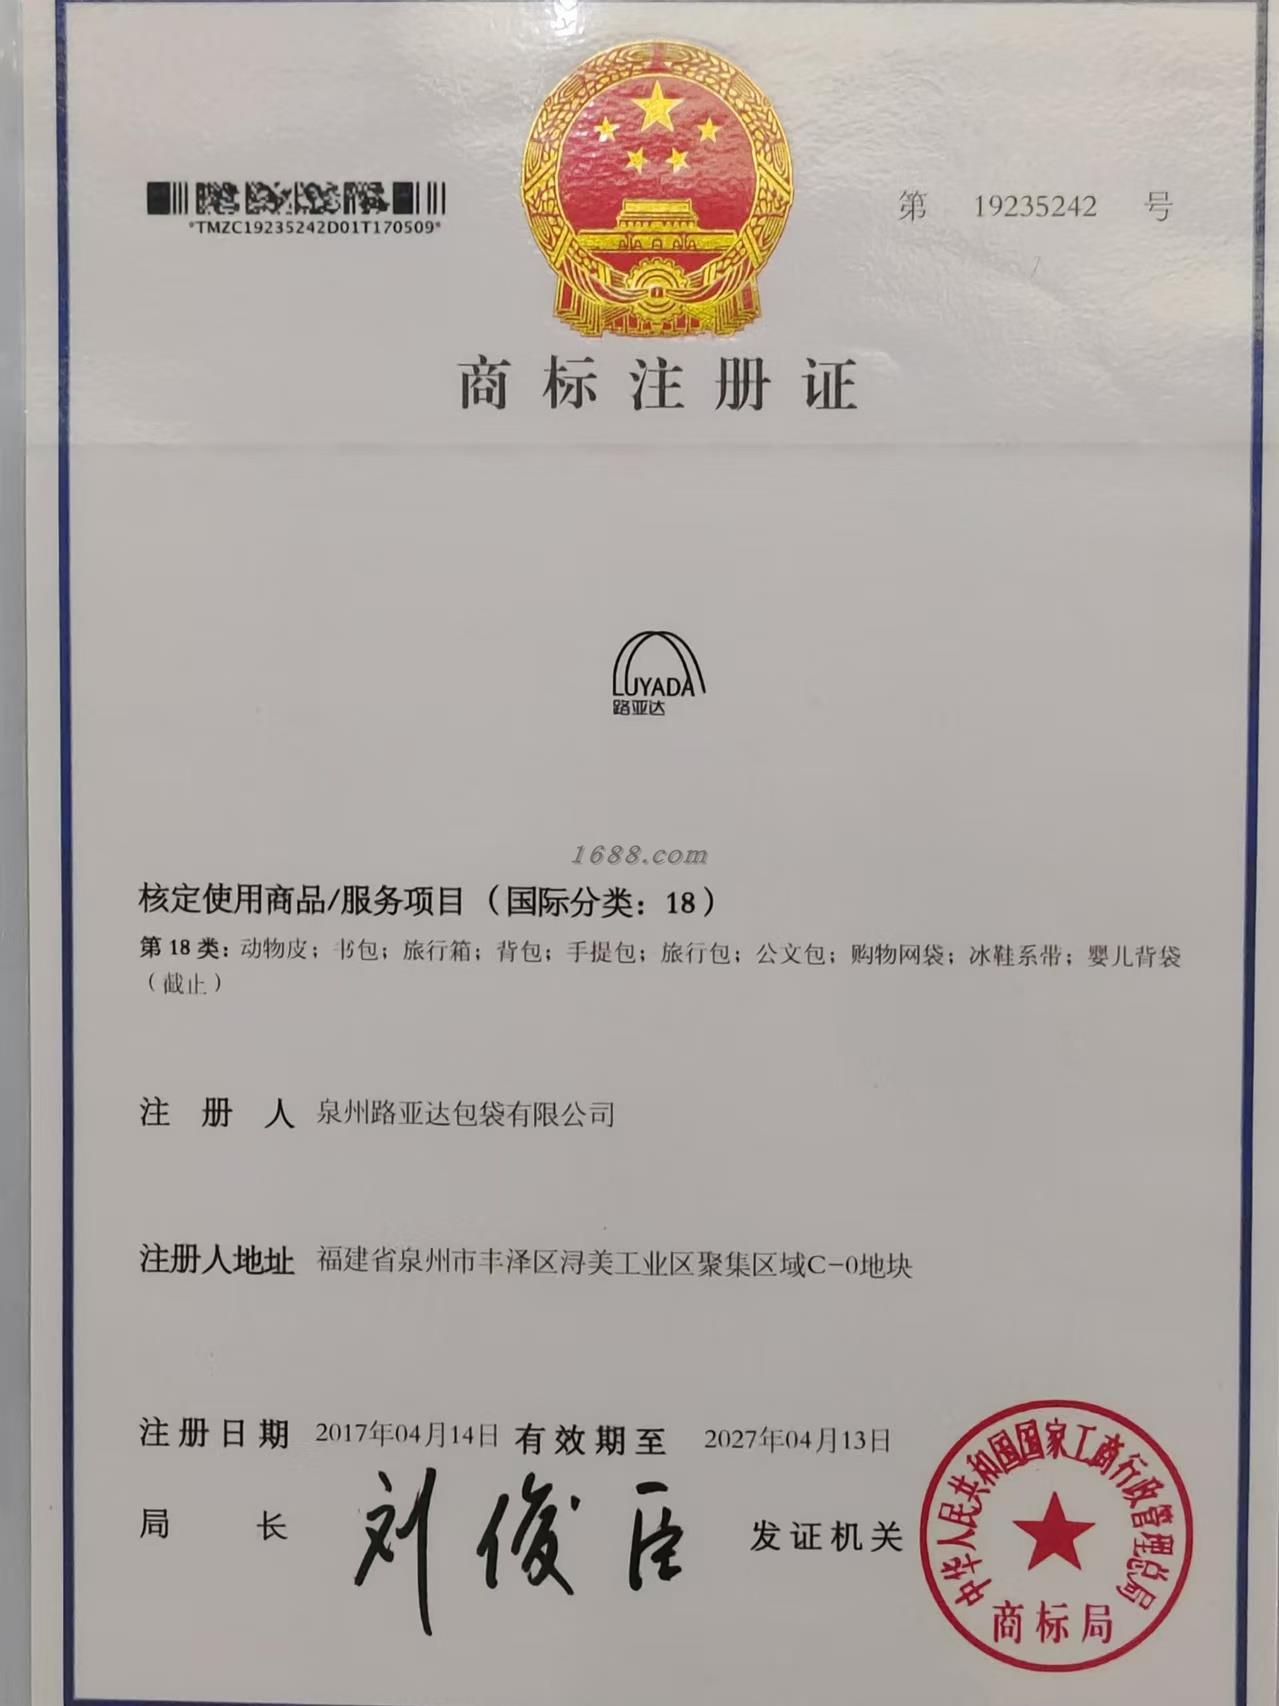 *TMZC19235242D01T170509*
第 19235242 号
商标注册证
LUYADA
路亚达
1688.com
核定使用商品/服务项目（国际分类：18）
第 18 类：动物皮；书包；旅行箱；背包；手提包；旅行包；公文包；购物网袋；冰鞋系带；婴儿背袋
（截止）
注册人 泉州路亚达包袋有限公司
注册人地址 福建省泉州市丰泽区浔美工业区聚集区域C-0地块
注册日期 2017年04月14日 有效期至 2027年04月13日
局长 刘俊臣 发证机关
中华人民共和国国家工商行政管理总局
商标局